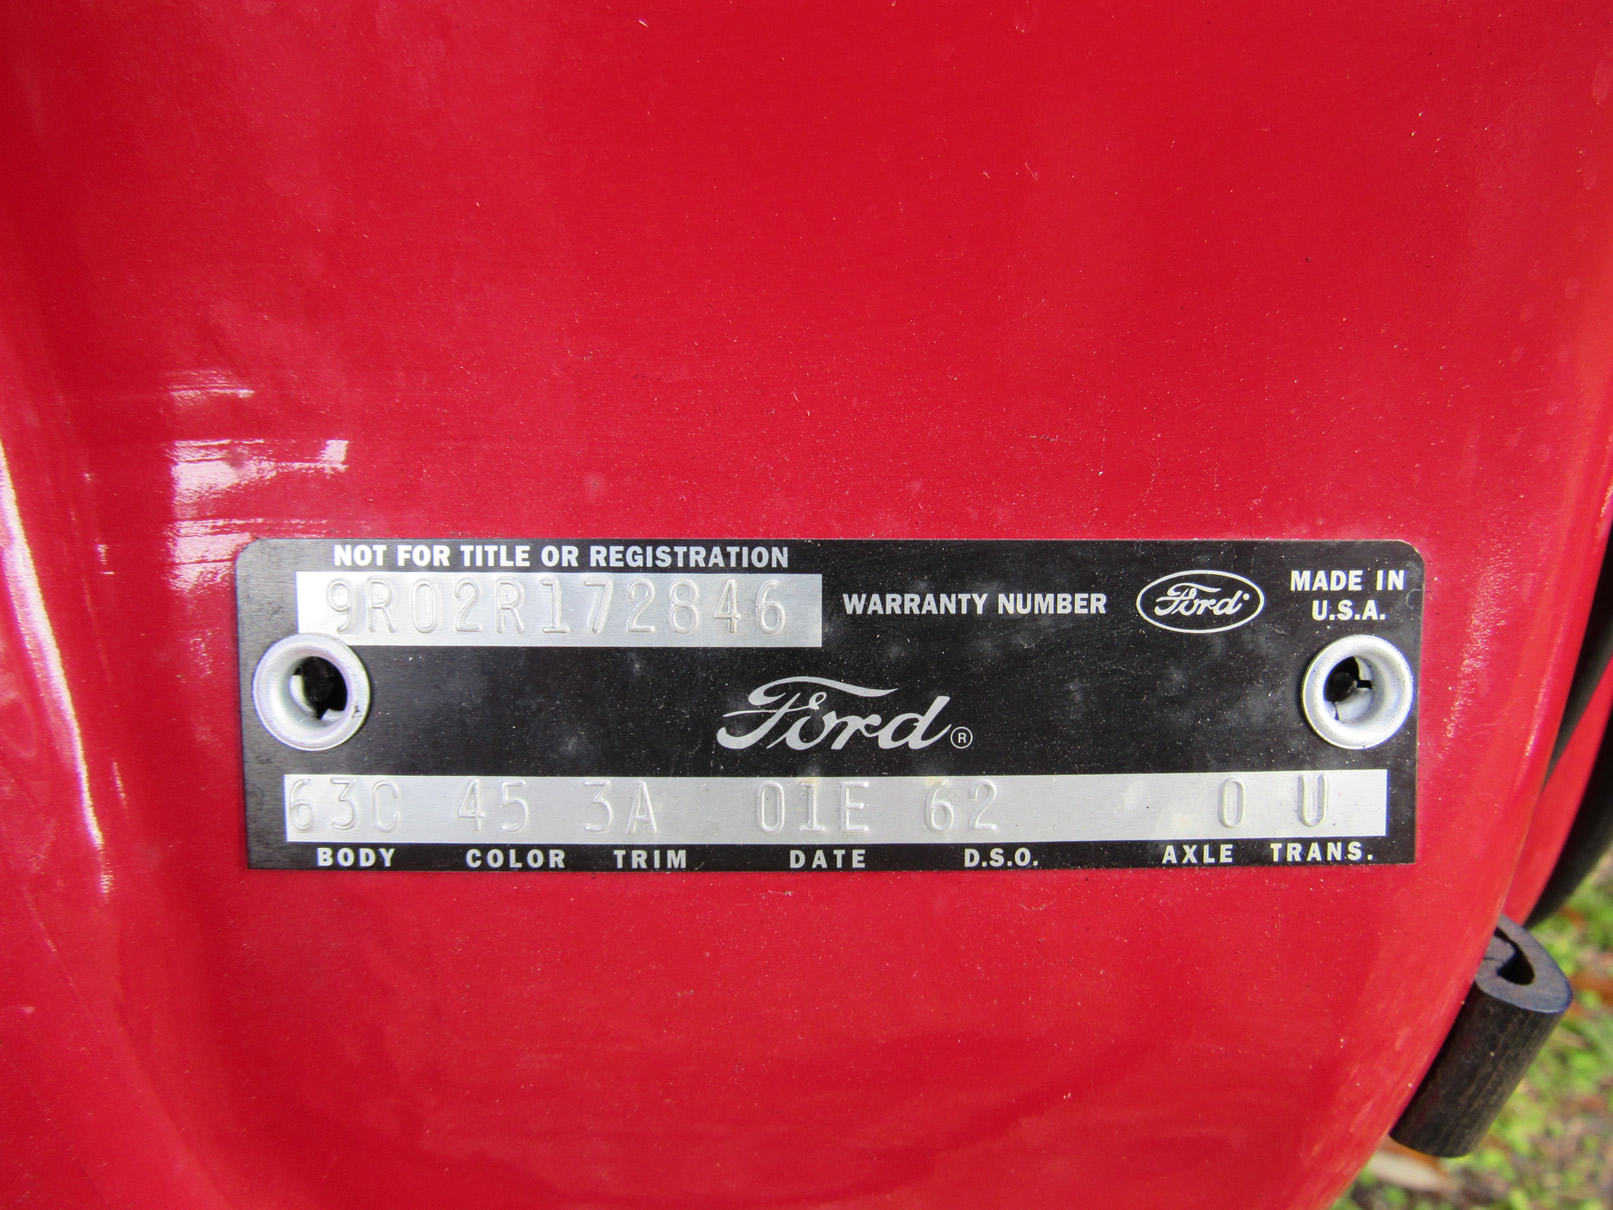 NOT FOR TITLE OR REGISTRATION
9R02R172846
WARRANTY NUMBER
Ford
MADE IN
U.S.A.
Ford ®
63C 45 3A 01E 62 0 U
BODY COLOR TRIM DATE D.S.O. AXLE TRANS.